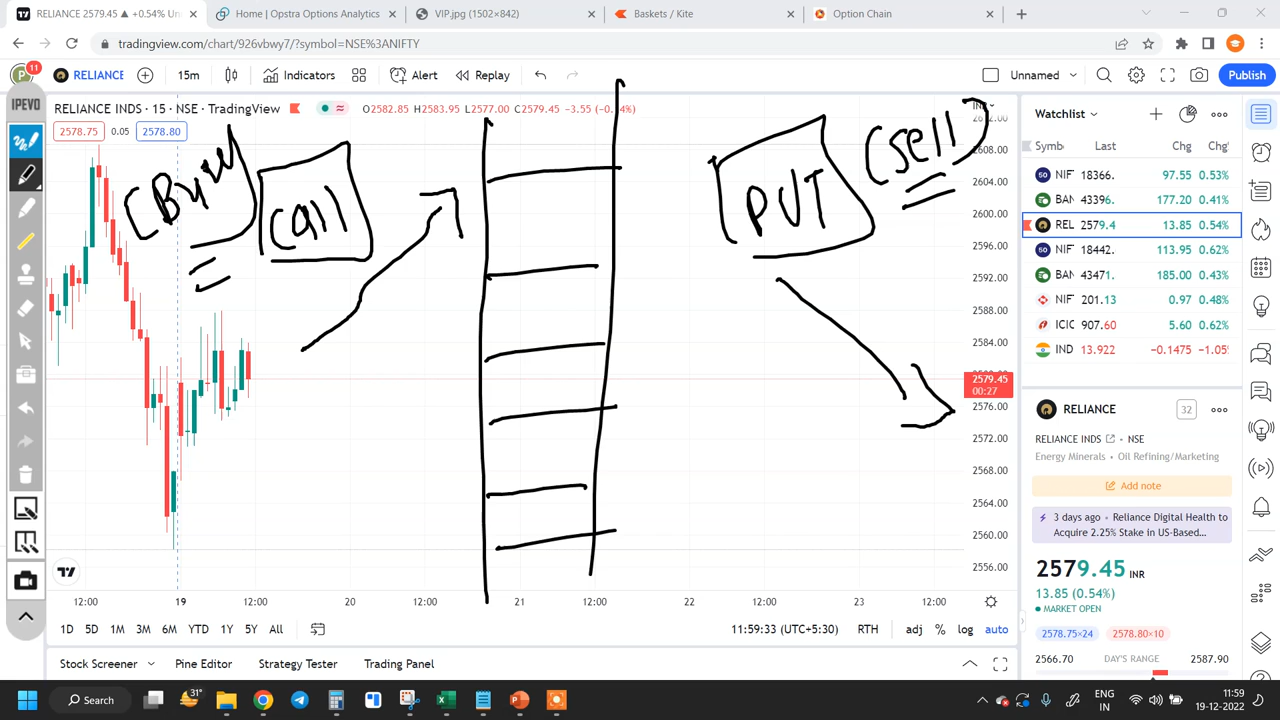 RELIANCE 2579.45 ▲ +0.54% Un
Home | Opstra Options Analytics
VIP.jpg (1502×842)
Baskets / Kite
Option Chain
tradingview.com/chart/926vbwy7/?symbol=NSE%3ANIFTY
P 11
RELIANCE
15m
Indicators
Alert
Replay
Unnamed
Publish
IPEVO
RELIANCE INDS · 15 · NSE · TradingView
O2582.85 H2583.95 L2577.00 C2579.45 −3.55
2578.75
0.05
2578.80
call
PUT
(sell)
2608.00
2604.00
2600.00
2596.00
2592.00
2588.00
2584.00
2579.45
00:27
2576.00
2572.00
2568.00
2564.00
2560.00
2556.00
12:00
19
12:00
20
12:00
21
12:00
22
12:00
23
12:00
1D 5D 1M 3M 6M YTD 1Y 5Y All
11:59:33 (UTC+5:30)
RTH
adj % log auto
Stock Screener
Pine Editor
Strategy Tester
Trading Panel
Watchlist
Symb Last Chg Chg%
NIF 18366. 97.55 0.53%
BAN 43396. 177.20 0.41%
REL 2579.4 13.85 0.54%
NIF 18442. 113.95 0.62%
BAN 43471. 185.00 0.43%
NIF 201.13 0.97 0.48%
ICIC 907.60 5.60 0.62%
IND 13.922 −0.1475 −1.05
RELIANCE
32
RELIANCE INDS
NSE
Energy Minerals • Oil Refining/Marketing
Add note
3 days ago • Reliance Digital Health to
Acquire 2.25% Stake in US-Based...
2579.45 INR
13.85 (0.54%)
MARKET OPEN
2578.75×24
2578.80×10
2566.70 DAY'S RANGE 2587.90
31°
Search
ENG
IN
11:59
19-12-2022